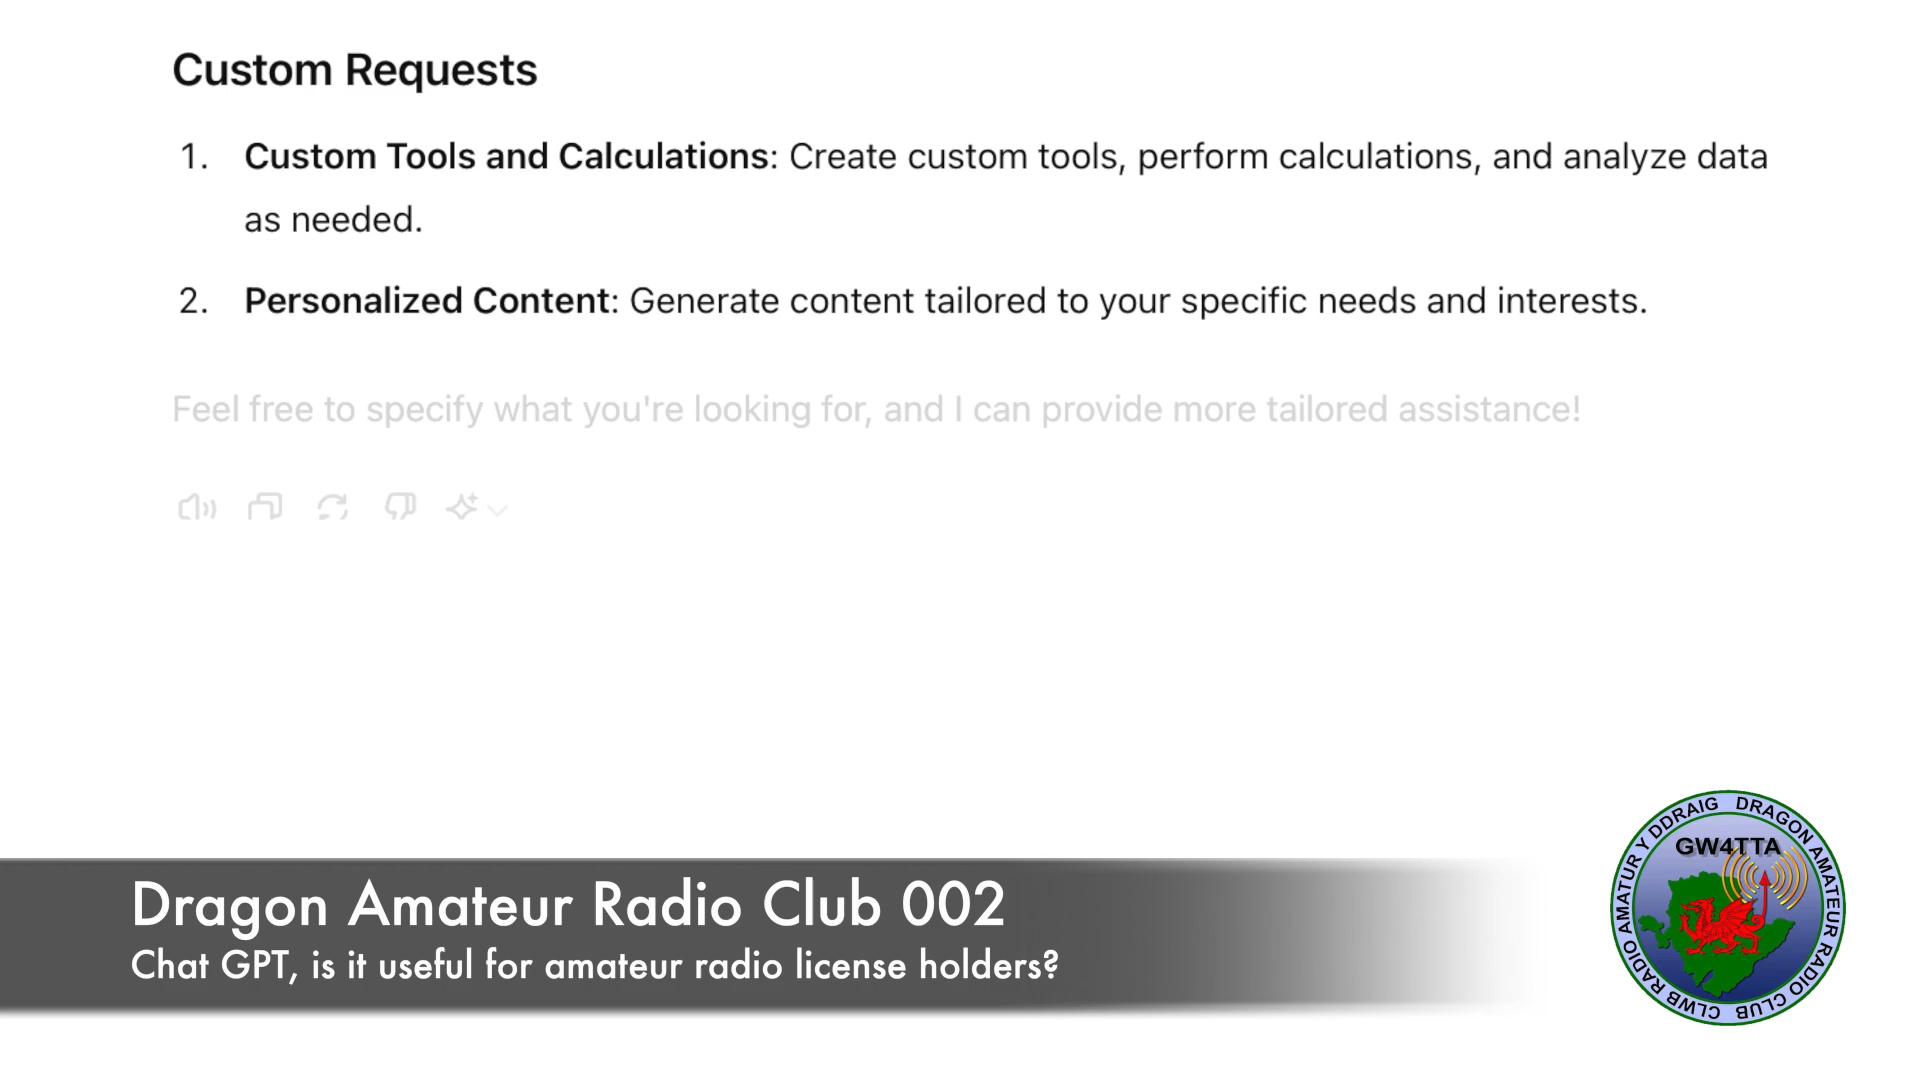 Custom Requests
1. Custom Tools and Calculations: Create custom tools, perform calculations, and analyze data
as needed.
2. Personalized Content: Generate content tailored to your specific needs and interests.
Feel free to specify what you're looking for, and I can provide more tailored assistance!
Dragon Amateur Radio Club 002
Chat GPT, is it useful for amateur radio license holders?
CLWB RADIO AMATUR Y DDRAIG
DRAGON AMATEUR RADIO CLUB
GW4TTA